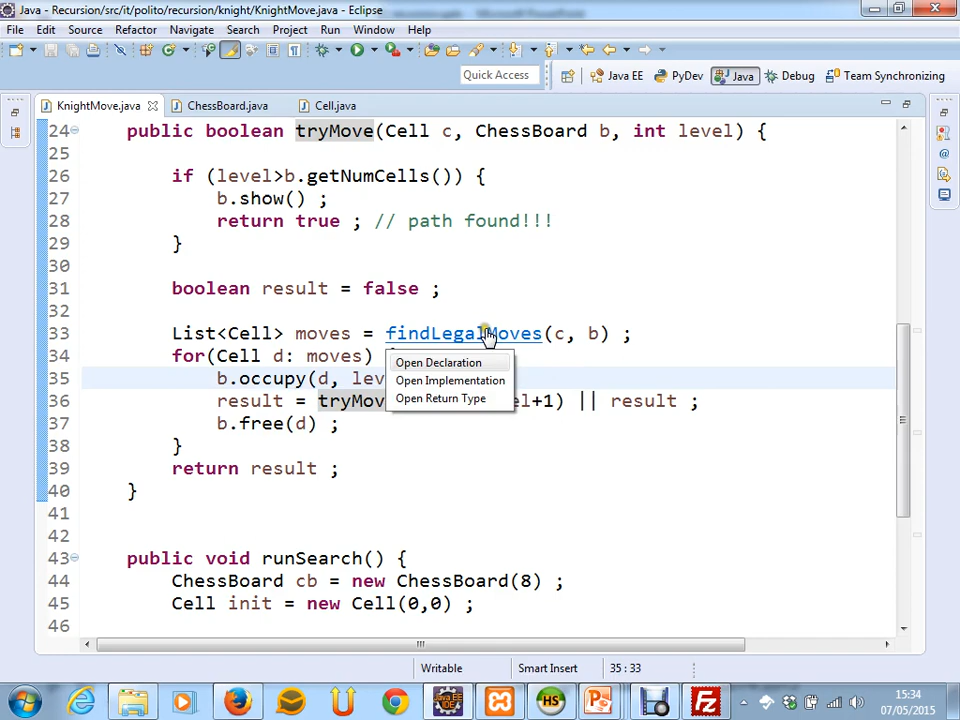 Java - Recursion/src/it/polito/recursion/knight/KnightMove.java - Eclipse
File Edit Source Refactor Navigate Search Project Run Window Help
Quick Access Java EE PyDev Java Debug Team Synchronizing
KnightMove.java ChessBoard.java Cell.java
24 public boolean tryMove(Cell c, ChessBoard b, int level) {
25
26 if (level>b.getNumCells()) {
27 b.show() ;
28 return true ; // path found!!!
29 }
30
31 boolean result = false ;
32
33 List<Cell> moves = findLegalMoves(c, b) ;
34 for(Cell d: moves)
Open Declaration
35 b.occupy(d, lev
Open Implementation
Open Return Type
36 result = tryMov el+1) || result ;
37 b.free(d) ;
38 }
39 return result ;
40 }
41
42
43 public void runSearch() {
44 ChessBoard cb = new ChessBoard(8) ;
45 Cell init = new Cell(0,0) ;
46
Writable Smart Insert 35 : 33
15:34
07/05/2015